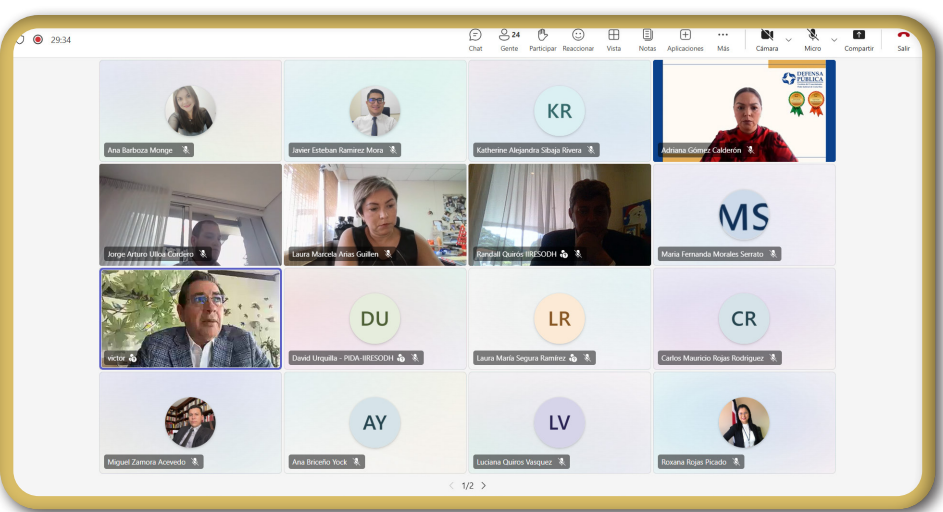 29:34
Chat
24
Gente
Participar
Reaccionar
Vista
Notas
Aplicaciones
Más
Cámara
Micro
Compartir
Salir
Ana Barboza Monge
Javier Esteban Ramirez Mora
KR
Katherine Alejandra Sibaja Rivera
DEFENSA
PÚBLICA
Adriana Gómez Calderón
Jorge Arturo Ulloa Cordero
Laura Marcela Arias Guillen
Randall Quirós IIRESODH
MS
Maria Fernanda Morales Serrato
victor
DU
David Urquilla - PIDA-IIRESODH
LR
Laura María Segura Ramírez
CR
Carlos Mauricio Rojas Rodriguez
Miguel Zamora Acevedo
AY
Ana Briceño Yock
LV
Luciana Quiros Vasquez
Roxana Rojas Picado
1/2